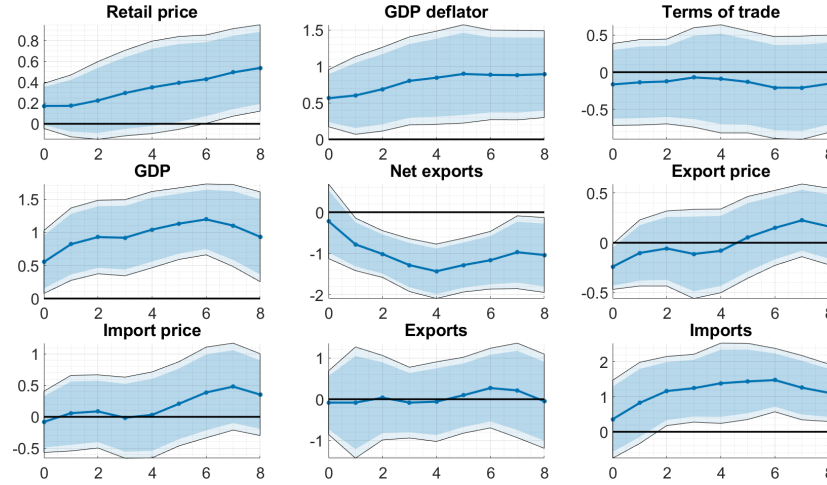 Retail price
0.8
0.6
0.4
0.2
0
0 2 4 6 8
GDP deflator
1.5
1
0.5
0
0 2 4 6 8
Terms of trade
0.5
0
-0.5
0 2 4 6 8
GDP
1.5
1
0.5
0
0 2 4 6 8
Net exports
0
-1
-2
0 2 4 6 8
Export price
0.5
0
-0.5
0 2 4 6 8
Import price
1
0.5
0
-0.5
0 2 4 6 8
Exports
1
0
-1
0 2 4 6 8
Imports
2
1
0
0 2 4 6 8